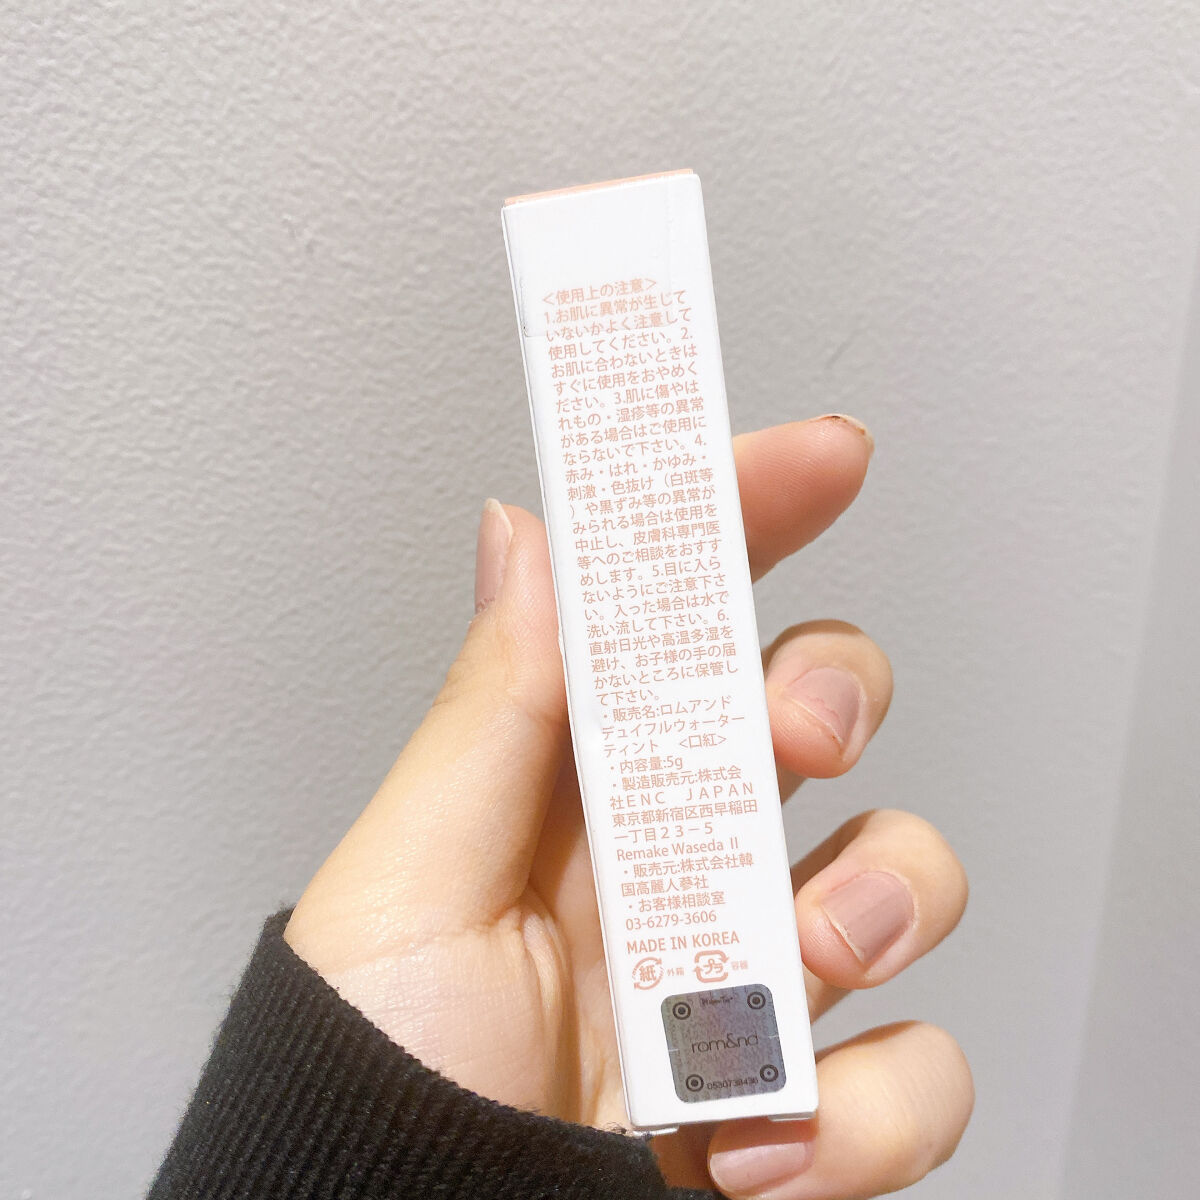 <使用上の注意>
1.お肌に異常が生じて
いないかよく注意して
使用してください。2.
お肌に合わないときは
すぐに使用をおやめく
ださい。3.肌に傷やは
れもの・湿疹等の異常
がある場合はご使用に
ならないで下さい。4.
赤み・はれ・かゆみ・
刺激・色抜け（白斑等
）や黒ずみ等の異常が
みられる場合は使用を
中止し、皮膚科専門医
等へのご相談をおすす
めします。5.目に入ら
ないようにご注意下さ
い。入った場合は水で
洗い流して下さい。6.
直射日光や高温多湿を
避け、お子様の手の届
かないところに保管し
て下さい。
・販売名:ロムアンド
デュイフルウォーター
ティント　<口紅>
・内容量:5g
・製造販売元:株式会
社ＥＮＣ　ＪＡＰＡＮ
東京都新宿区西早稲田
一丁目２３－５
Remake Waseda Ⅱ
・販売元:株式会社韓
国高麗人蔘社
・お客様相談室
03-6279-3606
MADE IN KOREA
紙 外箱 プラ 容器
rom&nd
0530738436